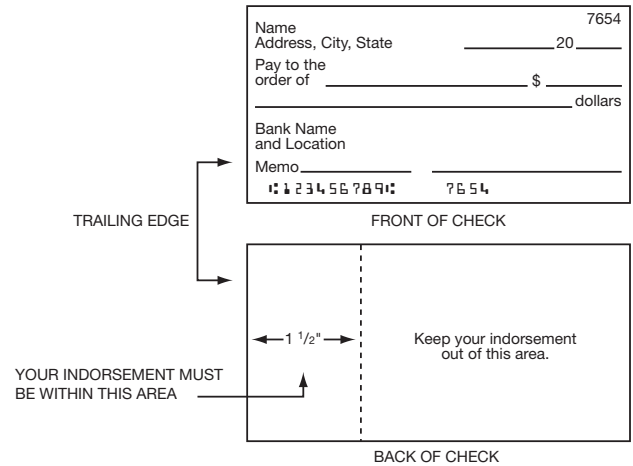 7654
Name
Address, City, State 20
Pay to the
order of $
dollars
Bank Name
and Location
Memo
⑆123456789⑆ 7654
TRAILING EDGE
FRONT OF CHECK
1 1/2"
Keep your indorsement
out of this area.
YOUR INDORSEMENT MUST
BE WITHIN THIS AREA
BACK OF CHECK